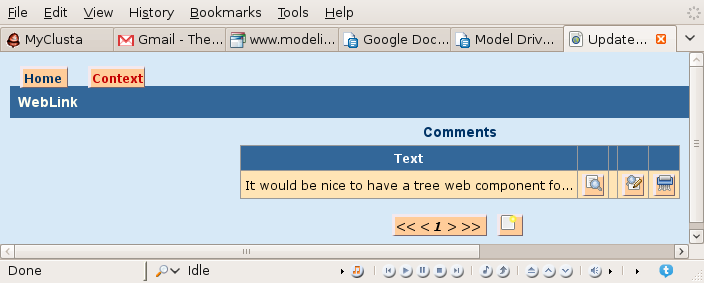 File Edit View History Bookmarks Tools Help
MyClusta Gmail - The... www.modeli... Google Doc... Model Driv... Update...
Home Context
WebLink
Comments
Text
It would be nice to have a tree web component fo...
<< < 1 > >>
Done Idle